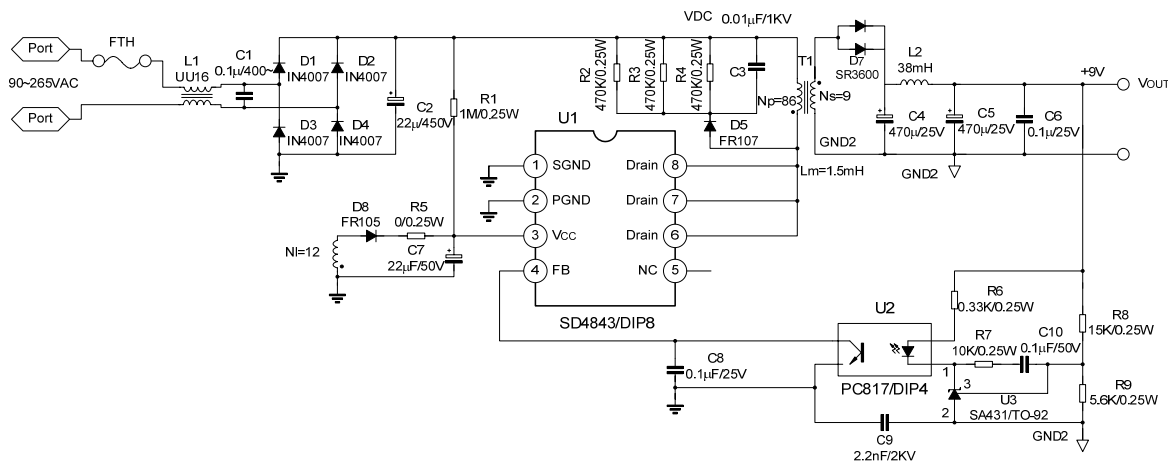 VDC
0.01µF/1KV
Port
FTH
L1
UU16
C1
0.1µ/400~
D1
IN4007
D2
IN4007
90~265VAC
Port
D3
IN4007
D4
IN4007
C2
22µ/450V
R1
1M/0.25W
R2
470K/0.25W
R3
470K/0.25W
R4
470K/0.25W
C3
T1
Np=86
Ns=9
D7
SR3600
L2
38mH
+9V
VOUT
C4
470µ/25V
C5
470µ/25V
C6
0.1µ/25V
GND2
GND2
D5
FR107
Lm=1.5mH
U1
1
SGND
Drain
8
2
PGND
Drain
7
3
VCC
Drain
6
4
FB
NC
5
SD4843/DIP8
D8
FR105
R5
0/0.25W
C7
22µF/50V
NI=12
U2
PC817/DIP4
R6
0.33K/0.25W
R7
10K/0.25W
C10
0.1µF/50V
R8
15K/0.25W
R9
5.6K/0.25W
C8
0.1µF/25V
1
3
2
U3
SA431/TO-92
GND2
C9
2.2nF/2KV